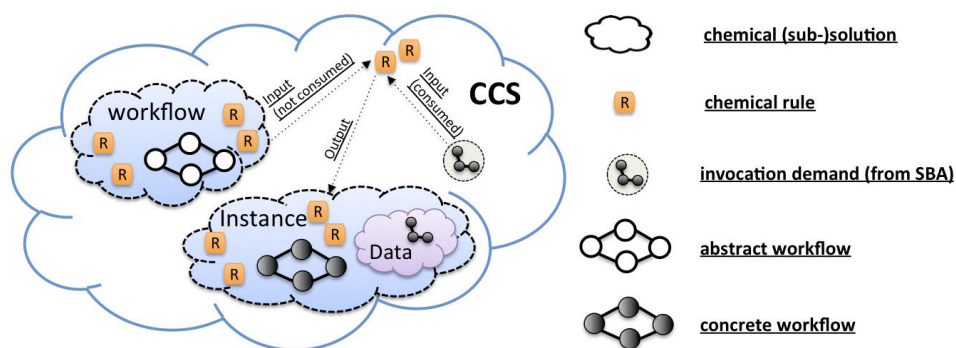 workflow
R
R
R
R
Input
(not consumed)
R
R
Input
(consumed)
CCS
Output
Instance
R
R
R
R
Data
chemical (sub-)solution
R
chemical rule
invocation demand (from SBA)
abstract workflow
concrete workflow